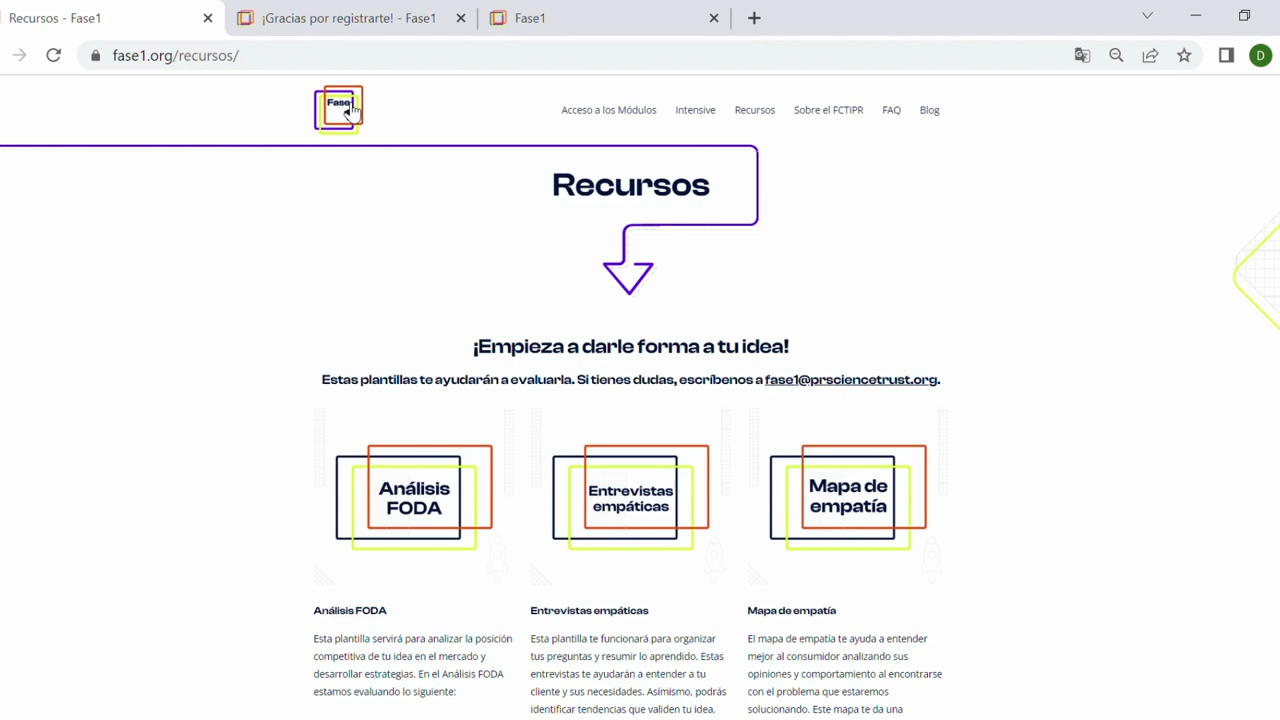 Recursos - Fase1
¡Gracias por registrarte! - Fase1
Fase1
fase1.org/recursos/
D
Fase1
Acceso a los Módulos
Intensive
Recursos
Sobre el FCTIPR
FAQ
Blog
Recursos
¡Empieza a darle forma a tu idea!
Estas plantillas te ayudarán a evaluarla. Si tienes dudas, escríbenos a fase1@prsciencetrust.org.
Análisis
FODA
Entrevistas
empáticas
Mapa de
empatía
Análisis FODA
Esta plantilla servirá para analizar la posición
competitiva de tu idea en el mercado y
desarrollar estrategias. En el Análisis FODA
estamos evaluando lo siguiente:
Entrevistas empáticas
Esta plantilla te funcionará para organizar
tus preguntas y resumir lo aprendido. Estas
entrevistas te ayudarán a entender a tu
cliente y sus necesidades. Asimismo, podrás
identificar tendencias que validen tu idea.
Mapa de empatía
El mapa de empatía te ayuda a entender
mejor al consumidor analizando sus
opiniones y comportamiento al encontrarse
con el problema que estaremos
solucionando. Este mapa te da una